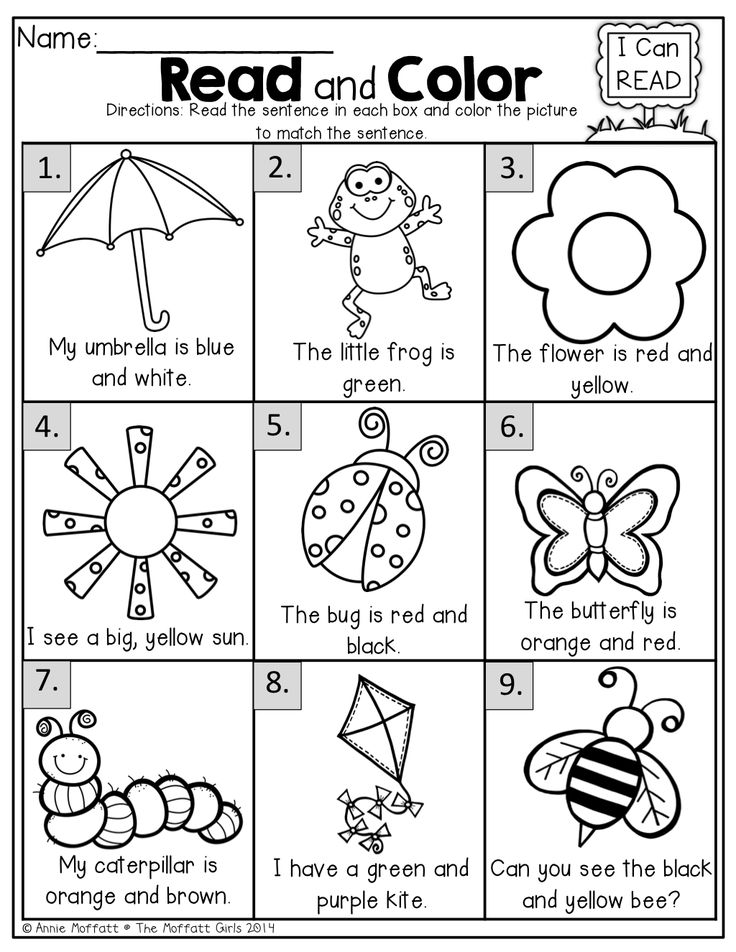 Name:
I Can
READ
Read and Color
Directions: Read the sentence in each box and color the picture
to match the sentence.
1.
My umbrella is blue
and white.
2.
The little frog is
green.
3.
The flower is red and
yellow.
4.
I see a big, yellow sun.
5.
The bug is red and
black.
6.
The butterfly is
orange and red.
7.
My caterpillar is
orange and brown.
8.
I have a green and
purple kite.
9.
Can you see the black
and yellow bee?
© Annie Moffatt @ The Moffatt Girls 2014